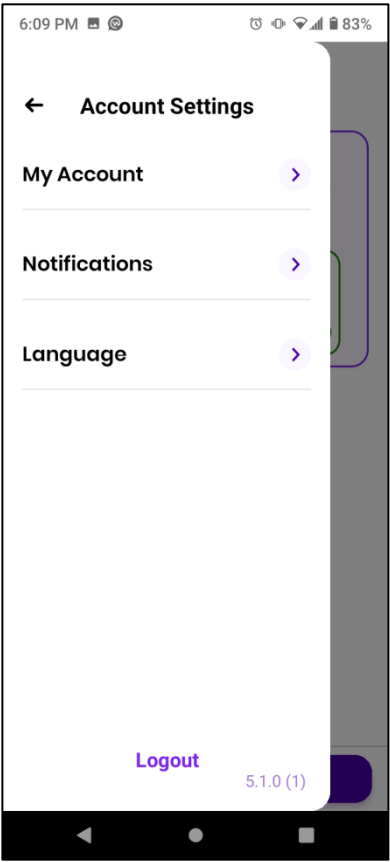 6:09 PM 83%
Account Settings
My Account
Notifications
Language
Logout
5.1.0 (1)